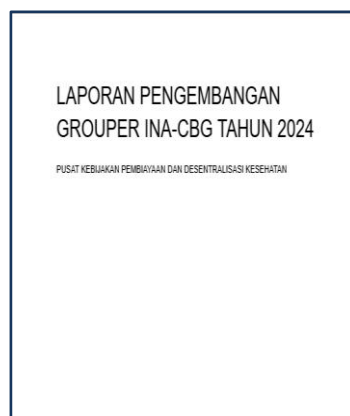 LAPORAN PENGEMBANGAN
GROUPER INA-CBG TAHUN 2024
PUSAT KEBIJAKAN PEMBIAYAAN DAN DESENTRALISASI KESEHATAN